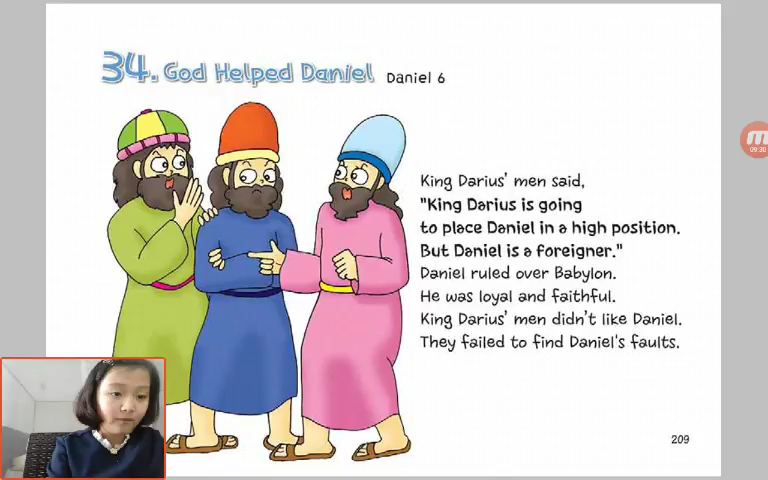 34. God Helped Daniel Daniel 6
King Darius' men said,
"King Darius is going
to place Daniel in a high position.
But Daniel is a foreigner."
Daniel ruled over Babylon.
He was loyal and faithful.
King Darius' men didn't like Daniel.
They failed to find Daniel's faults.
209
09:30